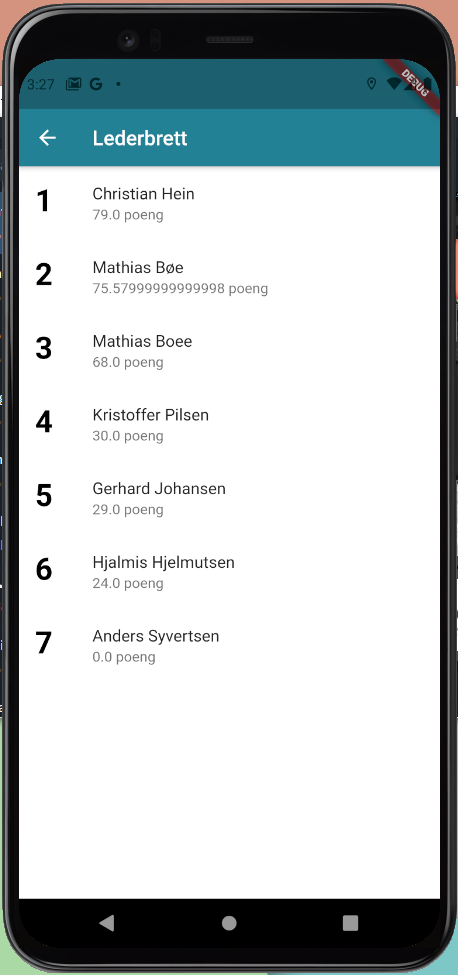 3:27
G
DEBUG
Lederbrett
1
Christian Hein
79.0 poeng
2
Mathias Bøe
75.57999999999998 poeng
3
Mathias Boee
68.0 poeng
4
Kristoffer Pilsen
30.0 poeng
5
Gerhard Johansen
29.0 poeng
6
Hjalmis Hjelmutsen
24.0 poeng
7
Anders Syvertsen
0.0 poeng